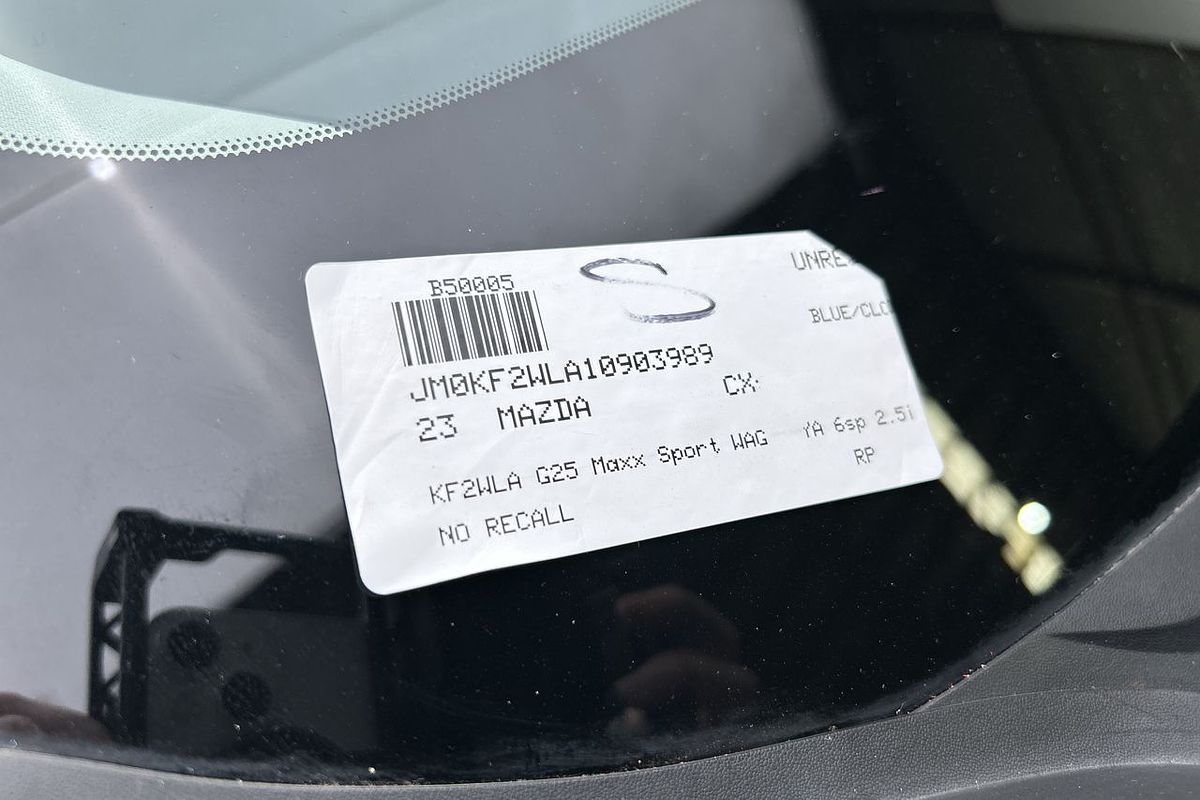 B50005 S
BLUE/CLO
JM0KF2WLA10903989
23 MAZDA CX-
KF2WLA G25 Maxx Sport WAG YA 6sp 2.5i
RP
NO RECALL